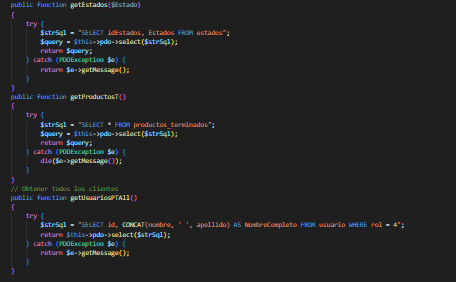 public function getEstados($Estado)
{
try {
$strSql = "SELECT idEstados, Estados FROM estados";
$query = $this->pdo->select($strSql);
return $query;
} catch (PDOException $e) {
return $e->getMessage();
}
}
public function getProductosT()
{
try {
$strSql = "SELECT * FROM productos_terminados";
$query = $this->pdo->select($strSql);
return $query;
} catch (PDOException $e) {
die($e->getMessage());
}
}
// Obtener todos los clientes
public function getUsuariosPTAll()
{
try {
$strSql = "SELECT id, CONCAT(nombre, ' ', apellido) AS NombreCompleto FROM usuario WHERE rol = 4";
return $this->pdo->select($strSql);
} catch (PDOException $e) {
return $e->getMessage();
}
}